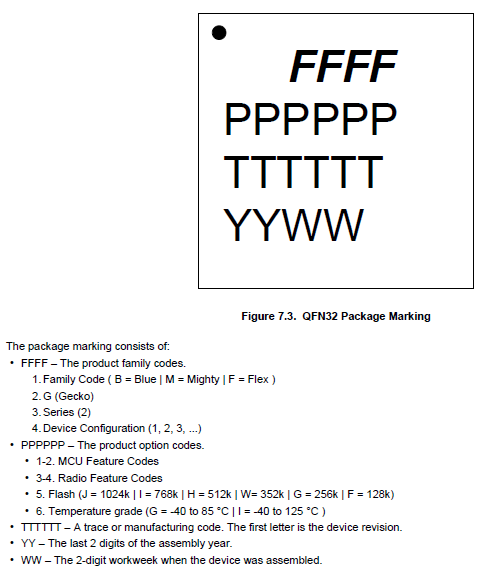 FFFF
PPPPPP
TTTTTT
YYWW
Figure 7.3.  QFN32 Package Marking
The package marking consists of:
• FFFF – The product family codes.
1. Family Code ( B = Blue | M = Mighty | F = Flex )
2. G (Gecko)
3. Series (2)
4. Device Configuration (1, 2, 3, ...)
• PPPPPP – The product option codes.
• 1-2. MCU Feature Codes
• 3-4. Radio Feature Codes
• 5. Flash (J = 1024k | I = 768k | H = 512k | W= 352k | G = 256k | F = 128k)
• 6. Temperature grade (G = -40 to 85 °C | I = -40 to 125 °C )
• TTTTTT – A trace or manufacturing code. The first letter is the device revision.
• YY – The last 2 digits of the assembly year.
• WW – The 2-digit workweek when the device was assembled.